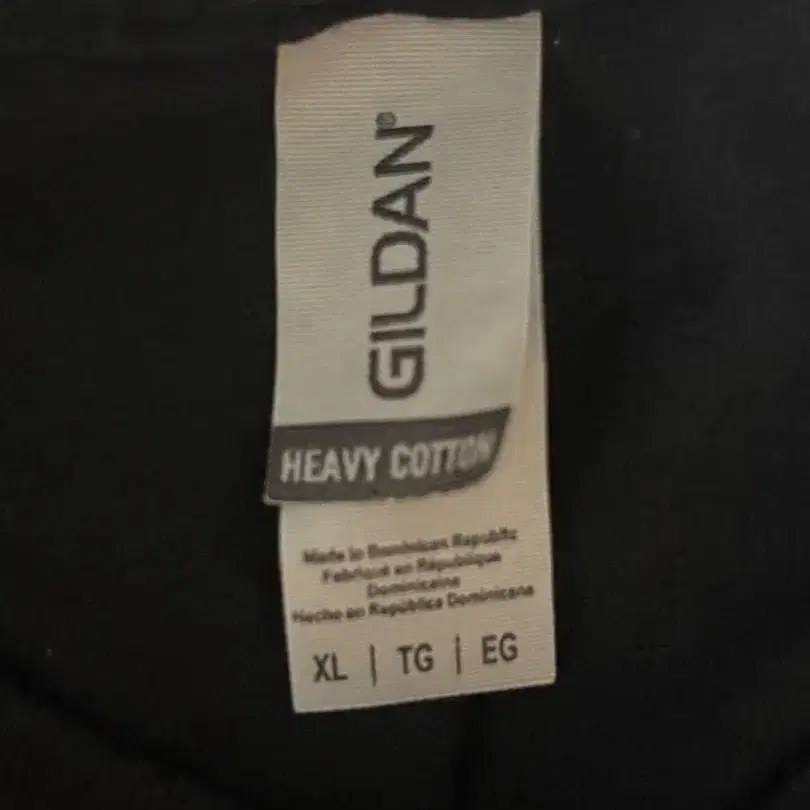 GILDAN®
HEAVY COTTON
Made in Dominican Republic
Fabriqué en République
Dominicaine
Hecho en República Dominicana
XL | TG | EG